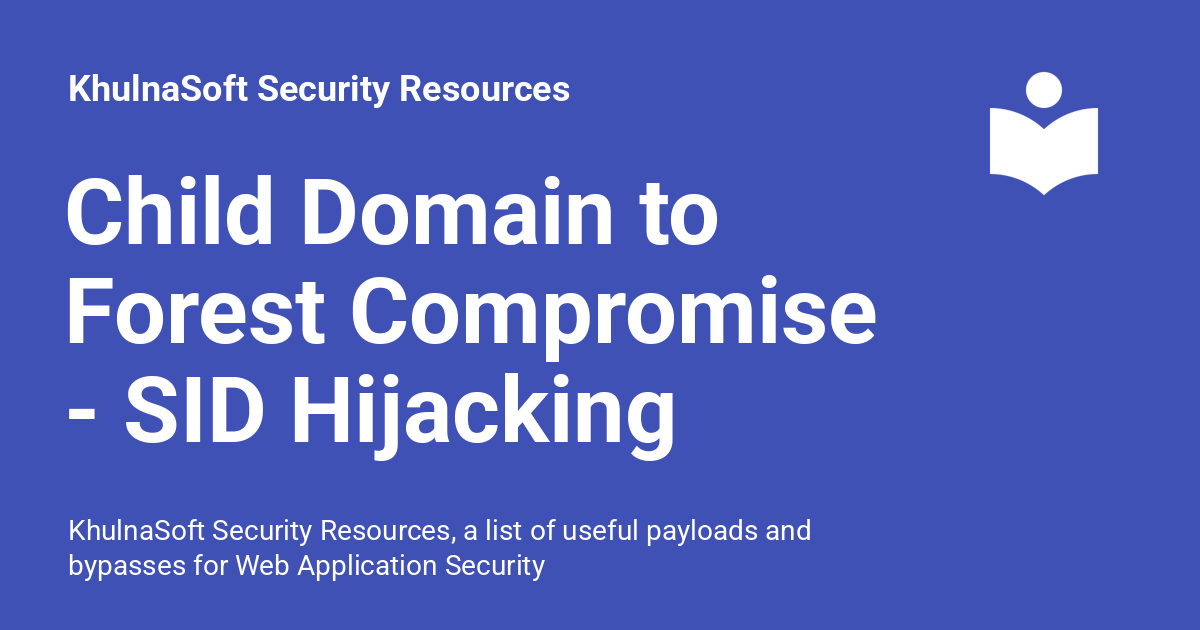 KhulnaSoft Security Resources
Child Domain to
Forest Compromise
- SID Hijacking
KhulnaSoft Security Resources, a list of useful payloads and
bypasses for Web Application Security